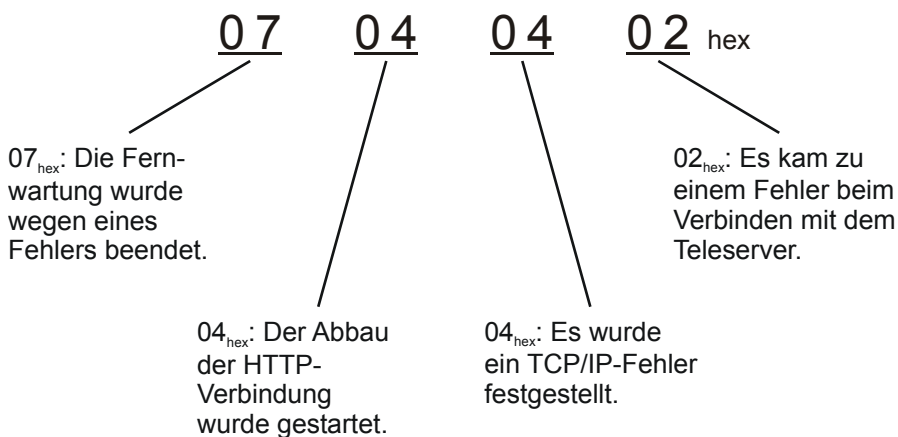 07 04 04 02 hex
07hex: Die Fern-
wartung wurde
wegen eines
Fehlers beendet.
02hex: Es kam zu
einem Fehler beim
Verbinden mit dem
Teleserver.
04hex: Der Abbau
der HTTP-
Verbindung
wurde gestartet.
04hex: Es wurde
ein TCP/IP-Fehler
festgestellt.